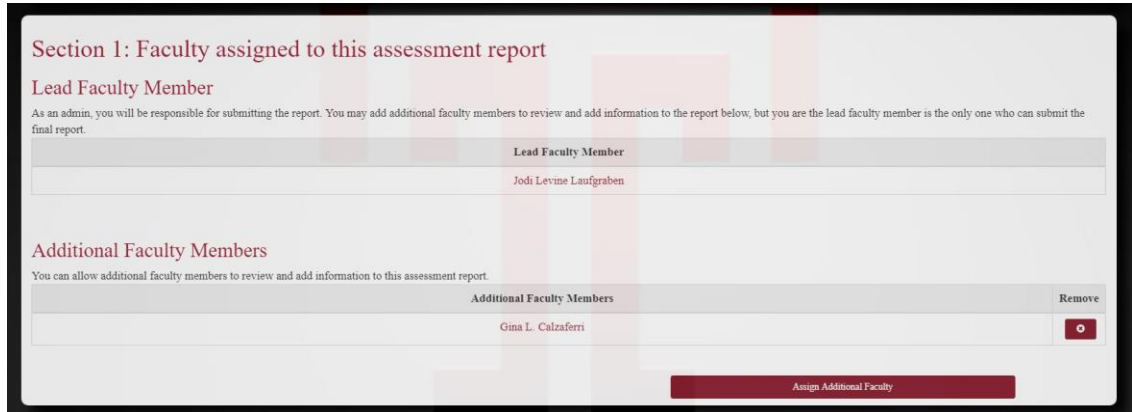 Section 1: Faculty assigned to this assessment report
Lead Faculty Member
As an admin, you will be responsible for submitting the report. You may add additional faculty members to review and add information to the report below, but you are the lead faculty member is the only one who can submit the
final report.
Lead Faculty Member
Jodi Levine Laufgraben
Additional Faculty Members
You can allow additional faculty members to review and add information to this assessment report.
Additional Faculty Members Remove
Gina L. Calzaferri
Assign Additional Faculty